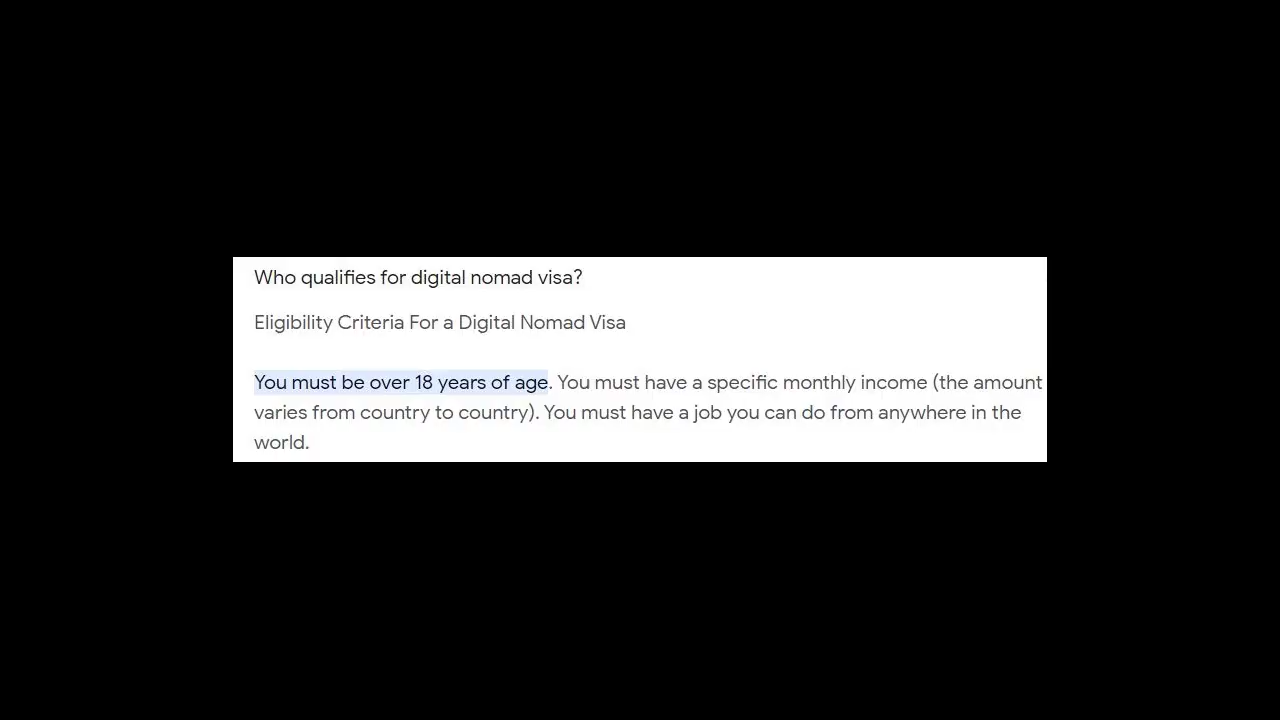 Who qualifies for digital nomad visa?
Eligibility Criteria For a Digital Nomad Visa
You must be over 18 years of age. You must have a specific monthly income (the amount
varies from country to country). You must have a job you can do from anywhere in the
world.